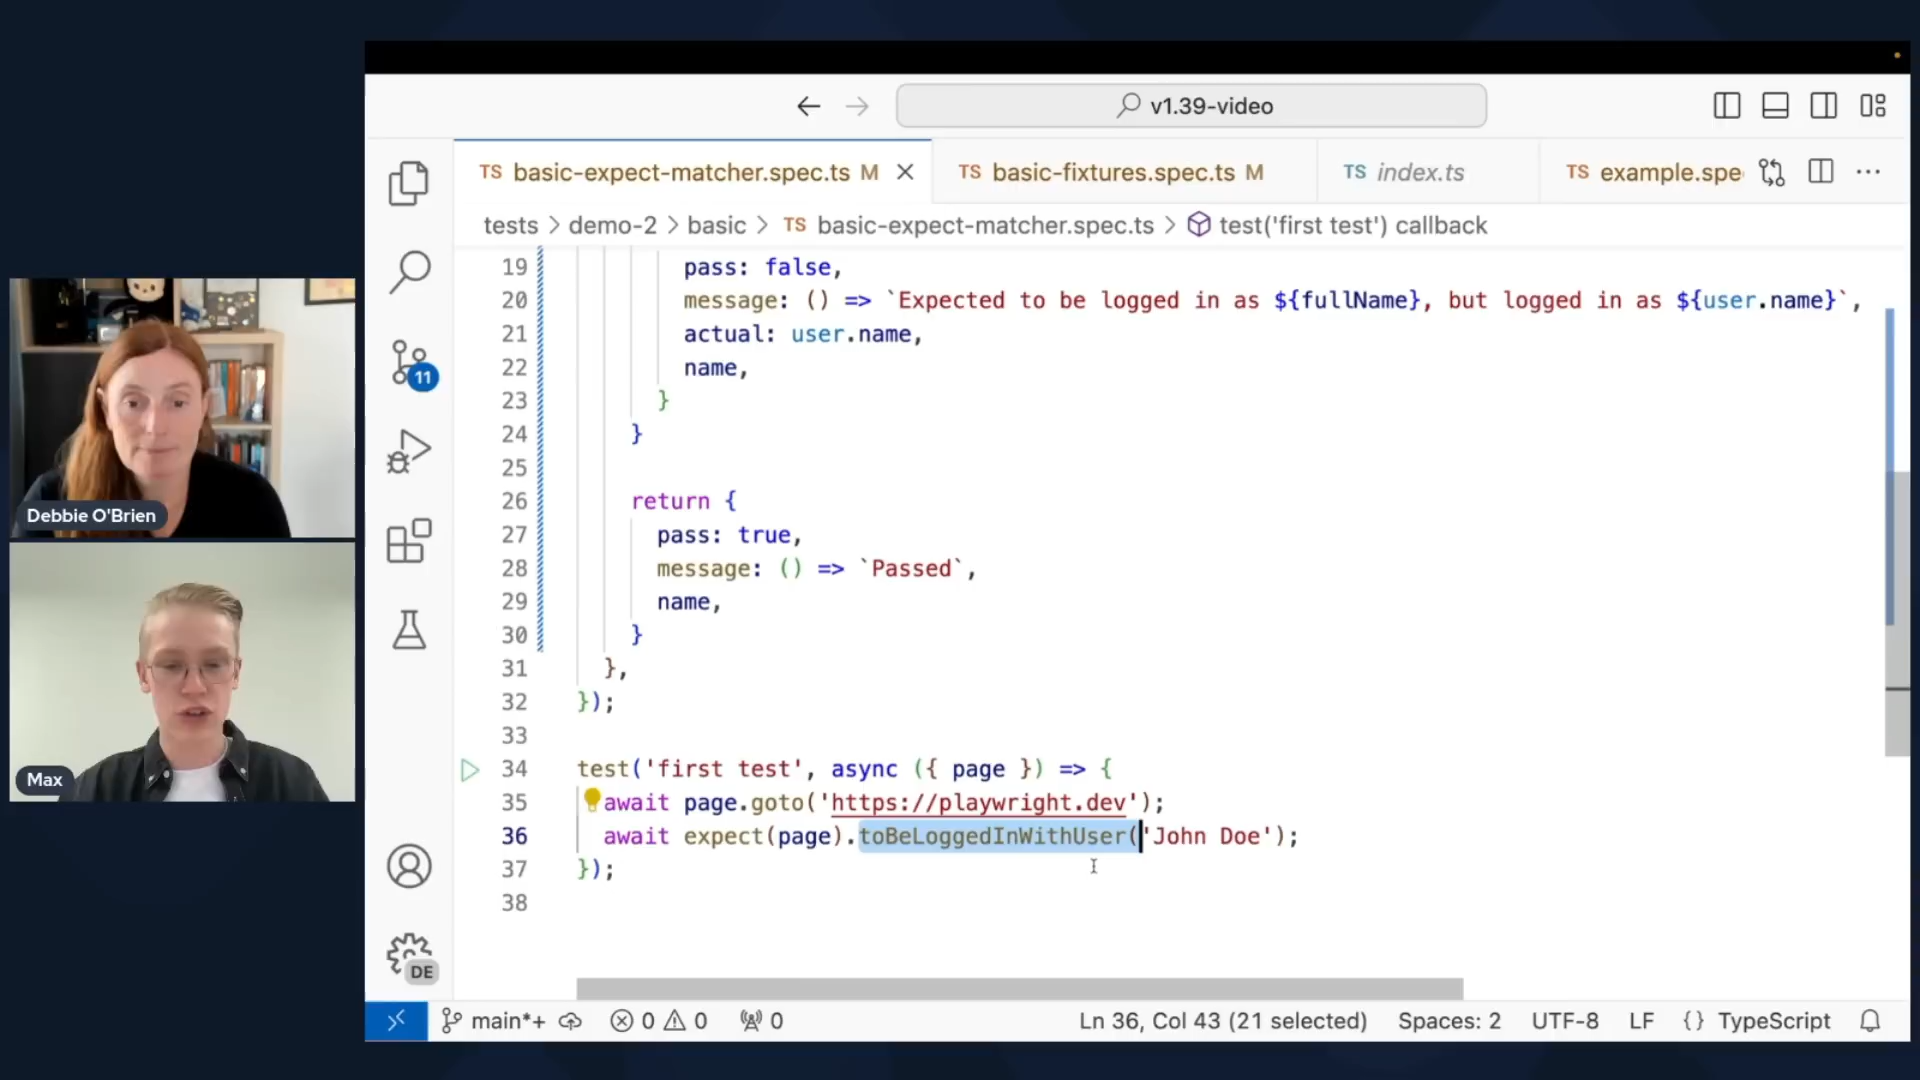 v1.39-video
TS basic-expect-matcher.spec.ts M
TS basic-fixtures.spec.ts M
TS index.ts
TS example.spe
tests > demo-2 > basic > TS basic-expect-matcher.spec.ts > test('first test') callback
19 pass: false,
20 message: () => `Expected to be logged in as ${fullName}, but logged in as ${user.name}`,
21 actual: user.name,
22 name,
23 }
24 }
25
26 return {
27 pass: true,
28 message: () => `Passed`,
29 name,
30 }
31 },
32 });
33
34 test('first test', async ({ page }) => {
35 await page.goto('https://playwright.dev');
36 await expect(page).toBeLoggedInWithUser('John Doe');
37 });
38
11
DE
Debbie O'Brien
Max
main*+ 0 0 0 Ln 36, Col 43 (21 selected) Spaces: 2 UTF-8 LF {} TypeScript